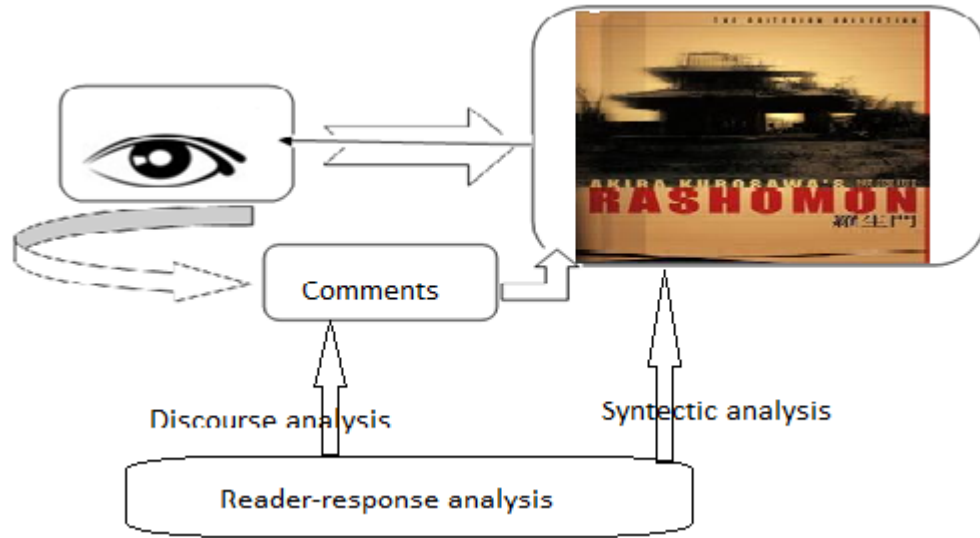 THE CRITERION COLLECTION
AKIRA KUROSAWA'S
RASHOMON
羅生門
Comments
Discourse analysis
Syntectic analysis
Reader-response analysis